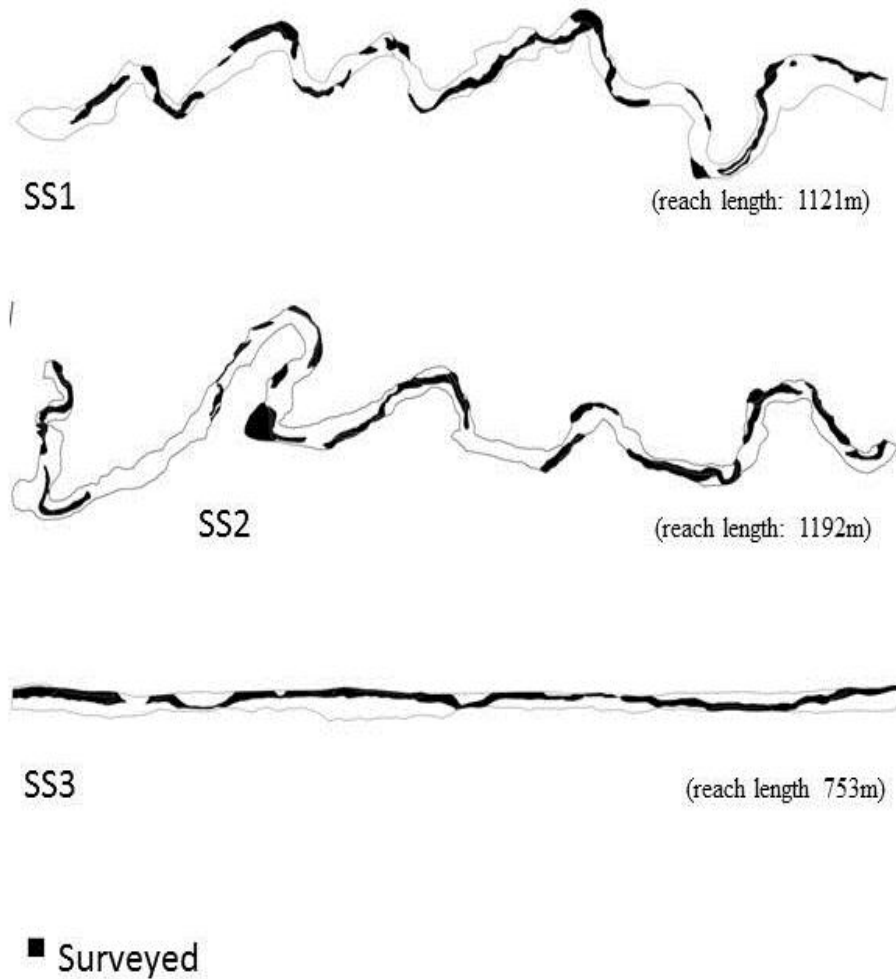 SS1
(reach length: 1121m)
SS2
(reach length: 1192m)
SS3
(reach length 753m)
Surveyed